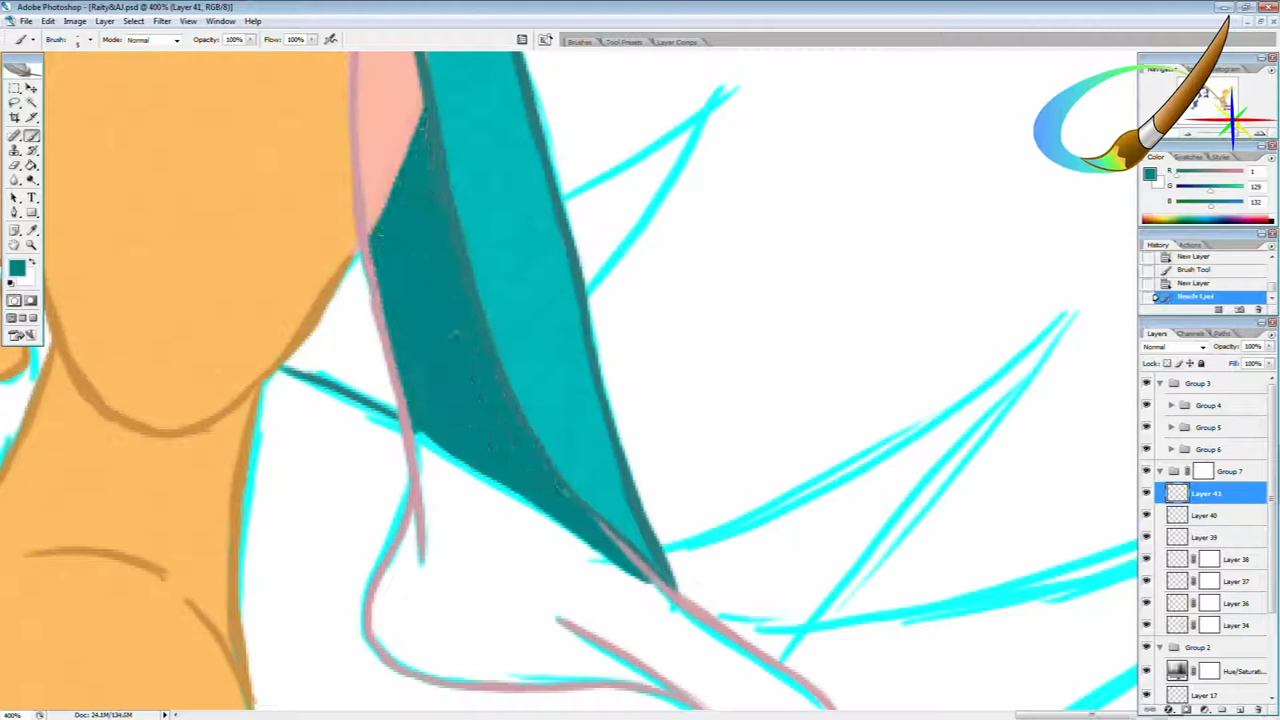 Adobe Photoshop - [Raity&AJ.psd @ 400% (Layer 41, RGB/8)]
File Edit Image Layer Select Filter View Window Help
Brush: 5 Mode: Normal Opacity: 100% Flow: 100% Brushes Tool Presets Layer Comps
Color Swatches Styles
R 1
G 129
B 132
History Actions
New Layer
Brush Tool
New Layer
Layers Channels Paths
Normal Opacity: 100%
Lock: Fill: 100%
Group 3
Group 4
Group 5
Group 6
Group 7
Layer 41
Layer 40
Layer 39
Layer 38
Layer 37
Layer 36
Layer 34
Group 2
Hue/Saturati...
Layer 17
400% Doc: 24.1M/134.6M